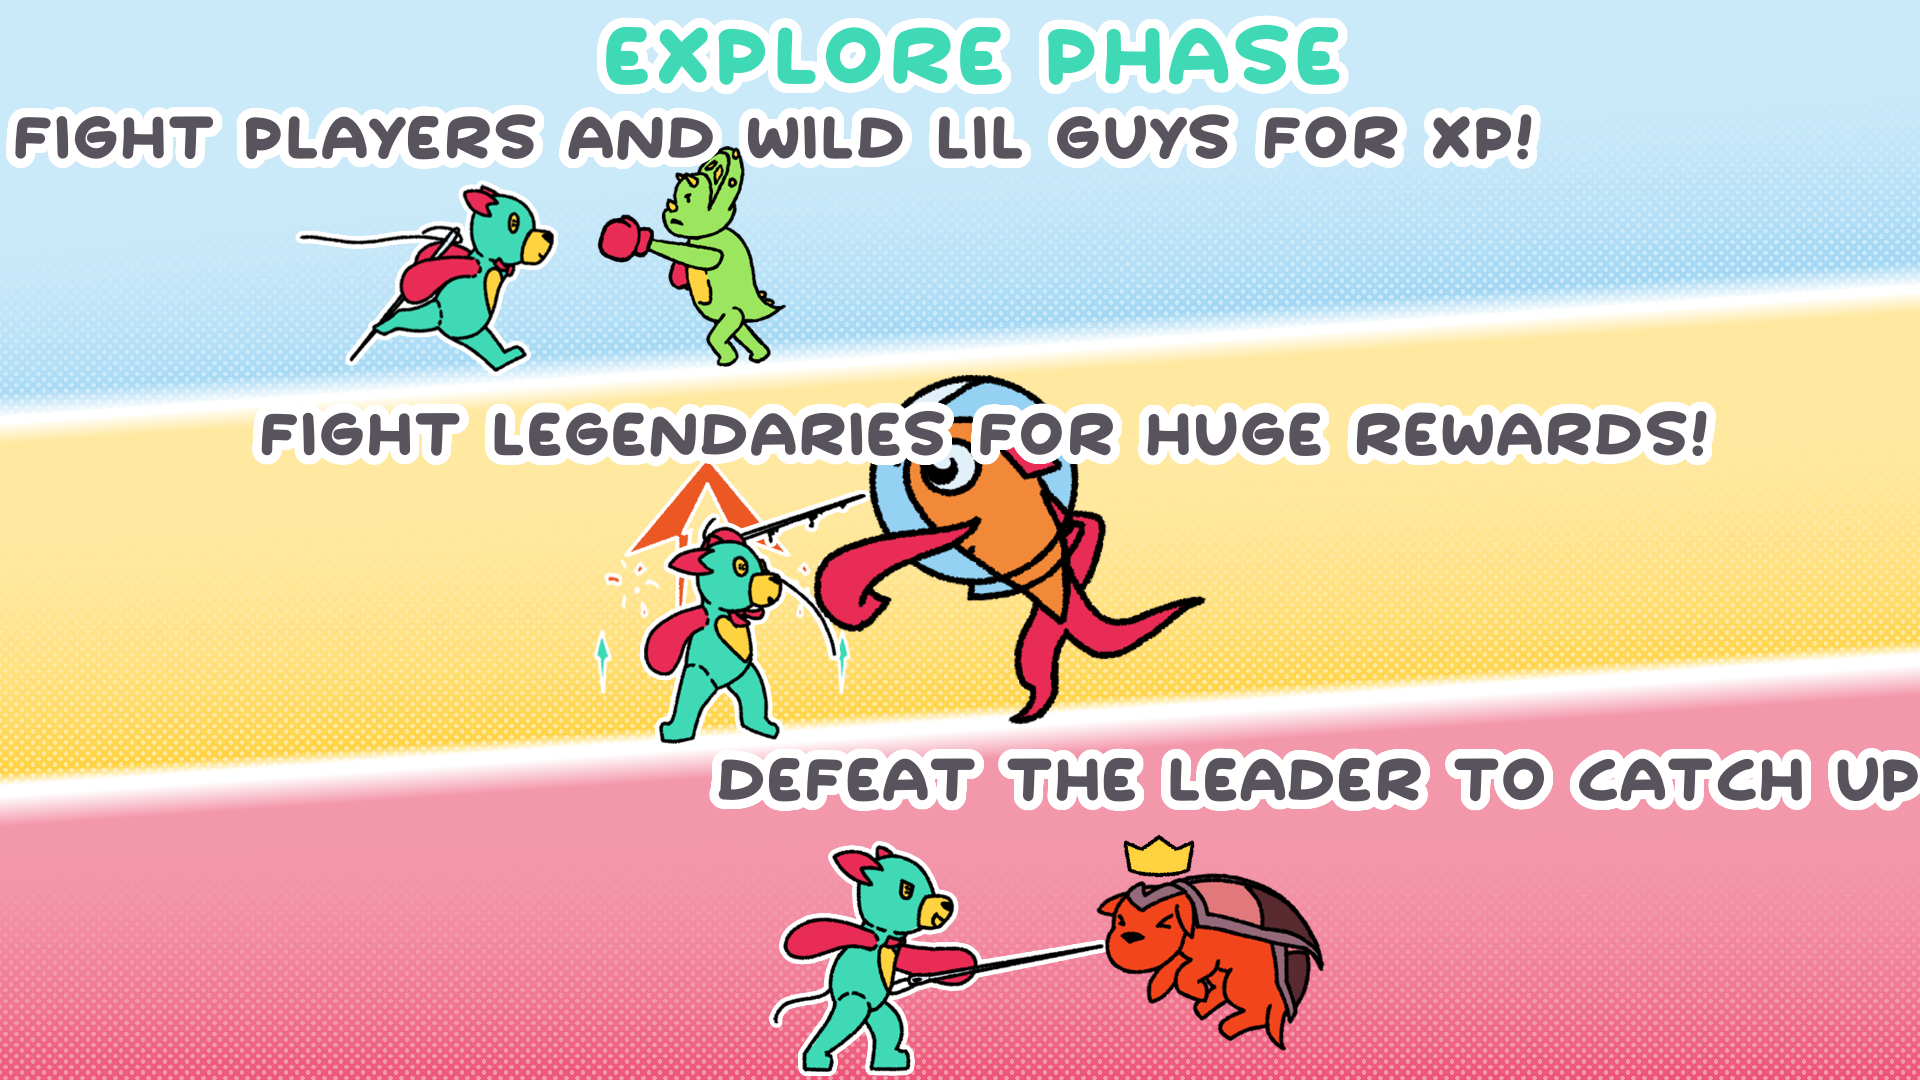 EXPLORE PHASE
FIGHT PLAYERS AND WILD LIL GUYS FOR XP!
FIGHT LEGENDARIES FOR HUGE REWARDS!
DEFEAT THE LEADER TO CATCH UP